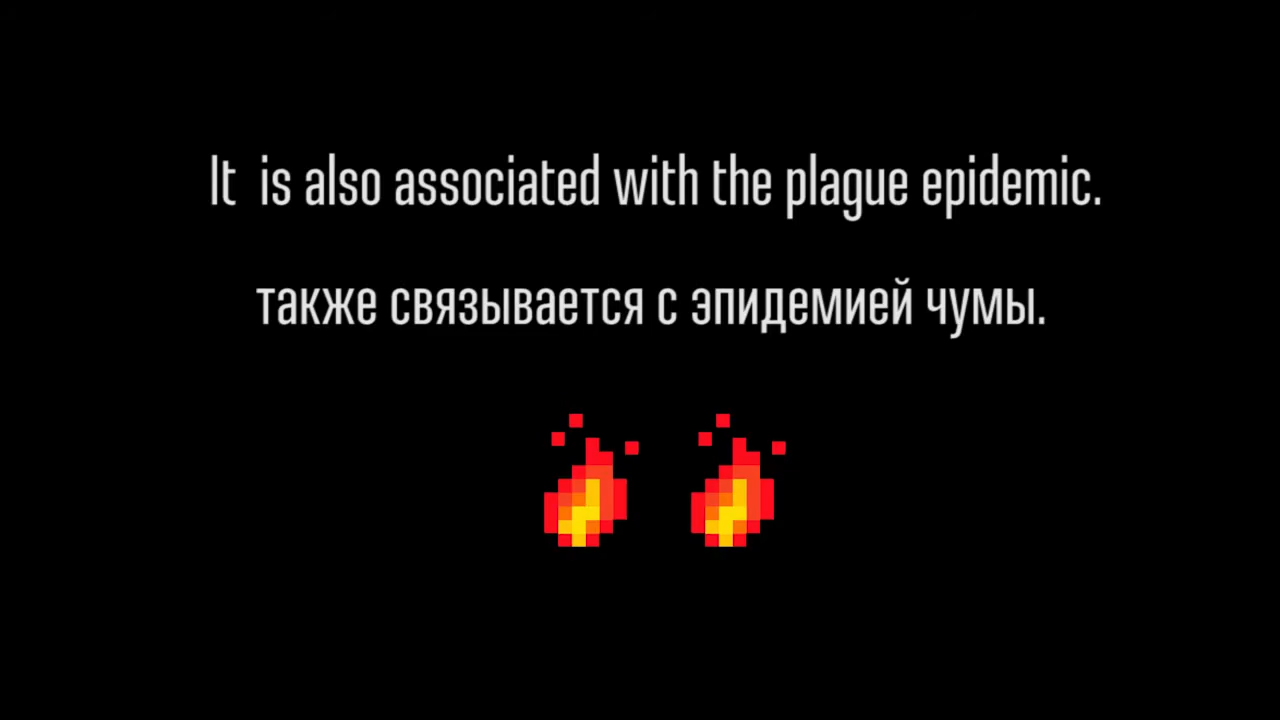 It is also associated with the plague epidemic.
также связывается с эпидемией чумы.